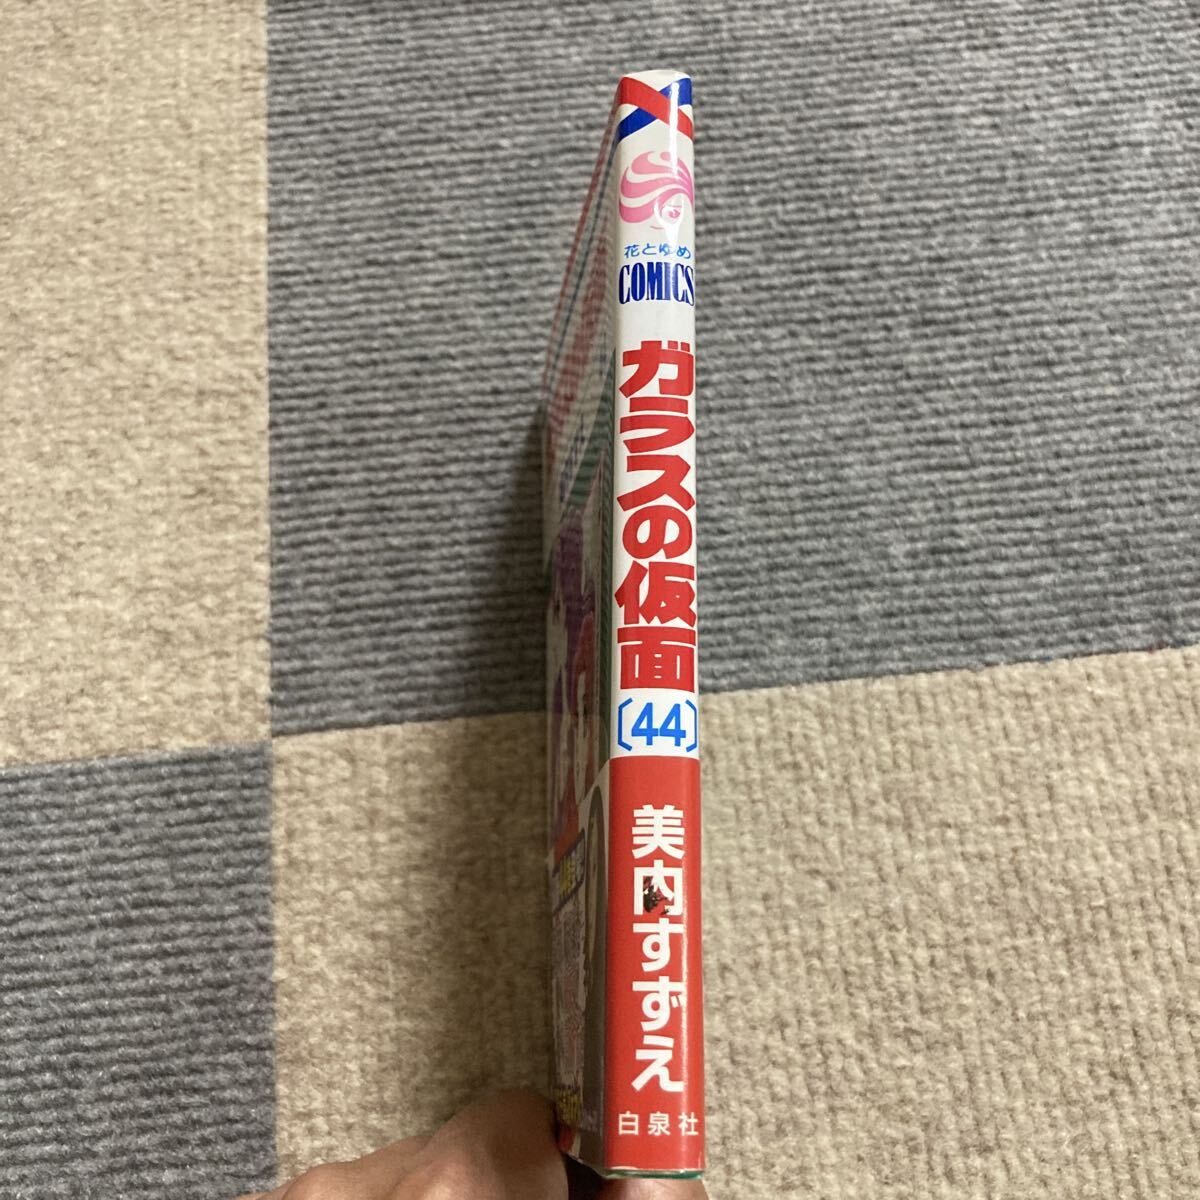 花とゆめ
COMICS
ガラスの仮面
〔44〕
美内すずえ
白泉社